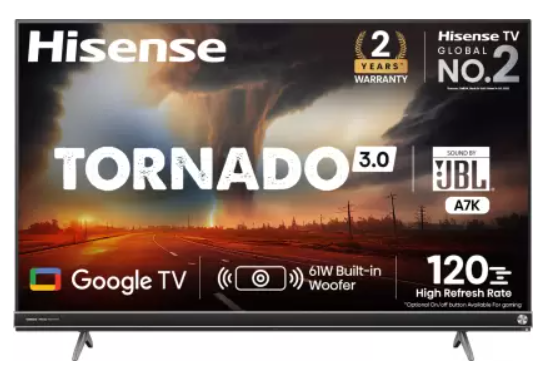 Hisense
2
YEARS*
WARRANTY
Hisense TV
GLOBAL
NO.2
TORNADO 3.0
SOUND BY
JBL
A7K
Google TV
61W Built-in
Woofer
120
High Refresh Rate
*Optional On/off button Available For gaming